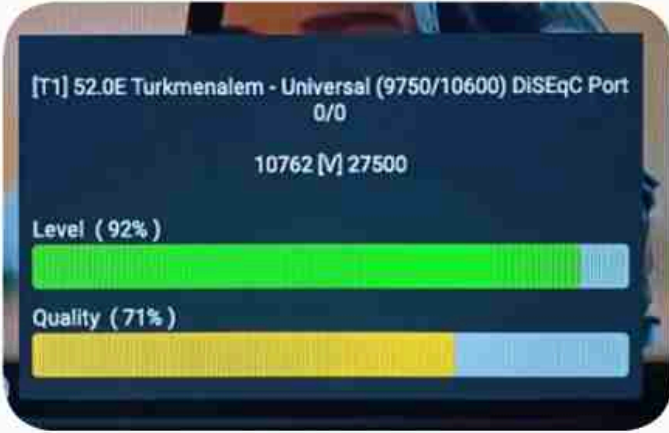 [T1] 52.0E Turkmenalem - Universal (9750/10600) DiSEqC Port
0/0
10762 [V] 27500
Level ( 92% )
Quality ( 71% )